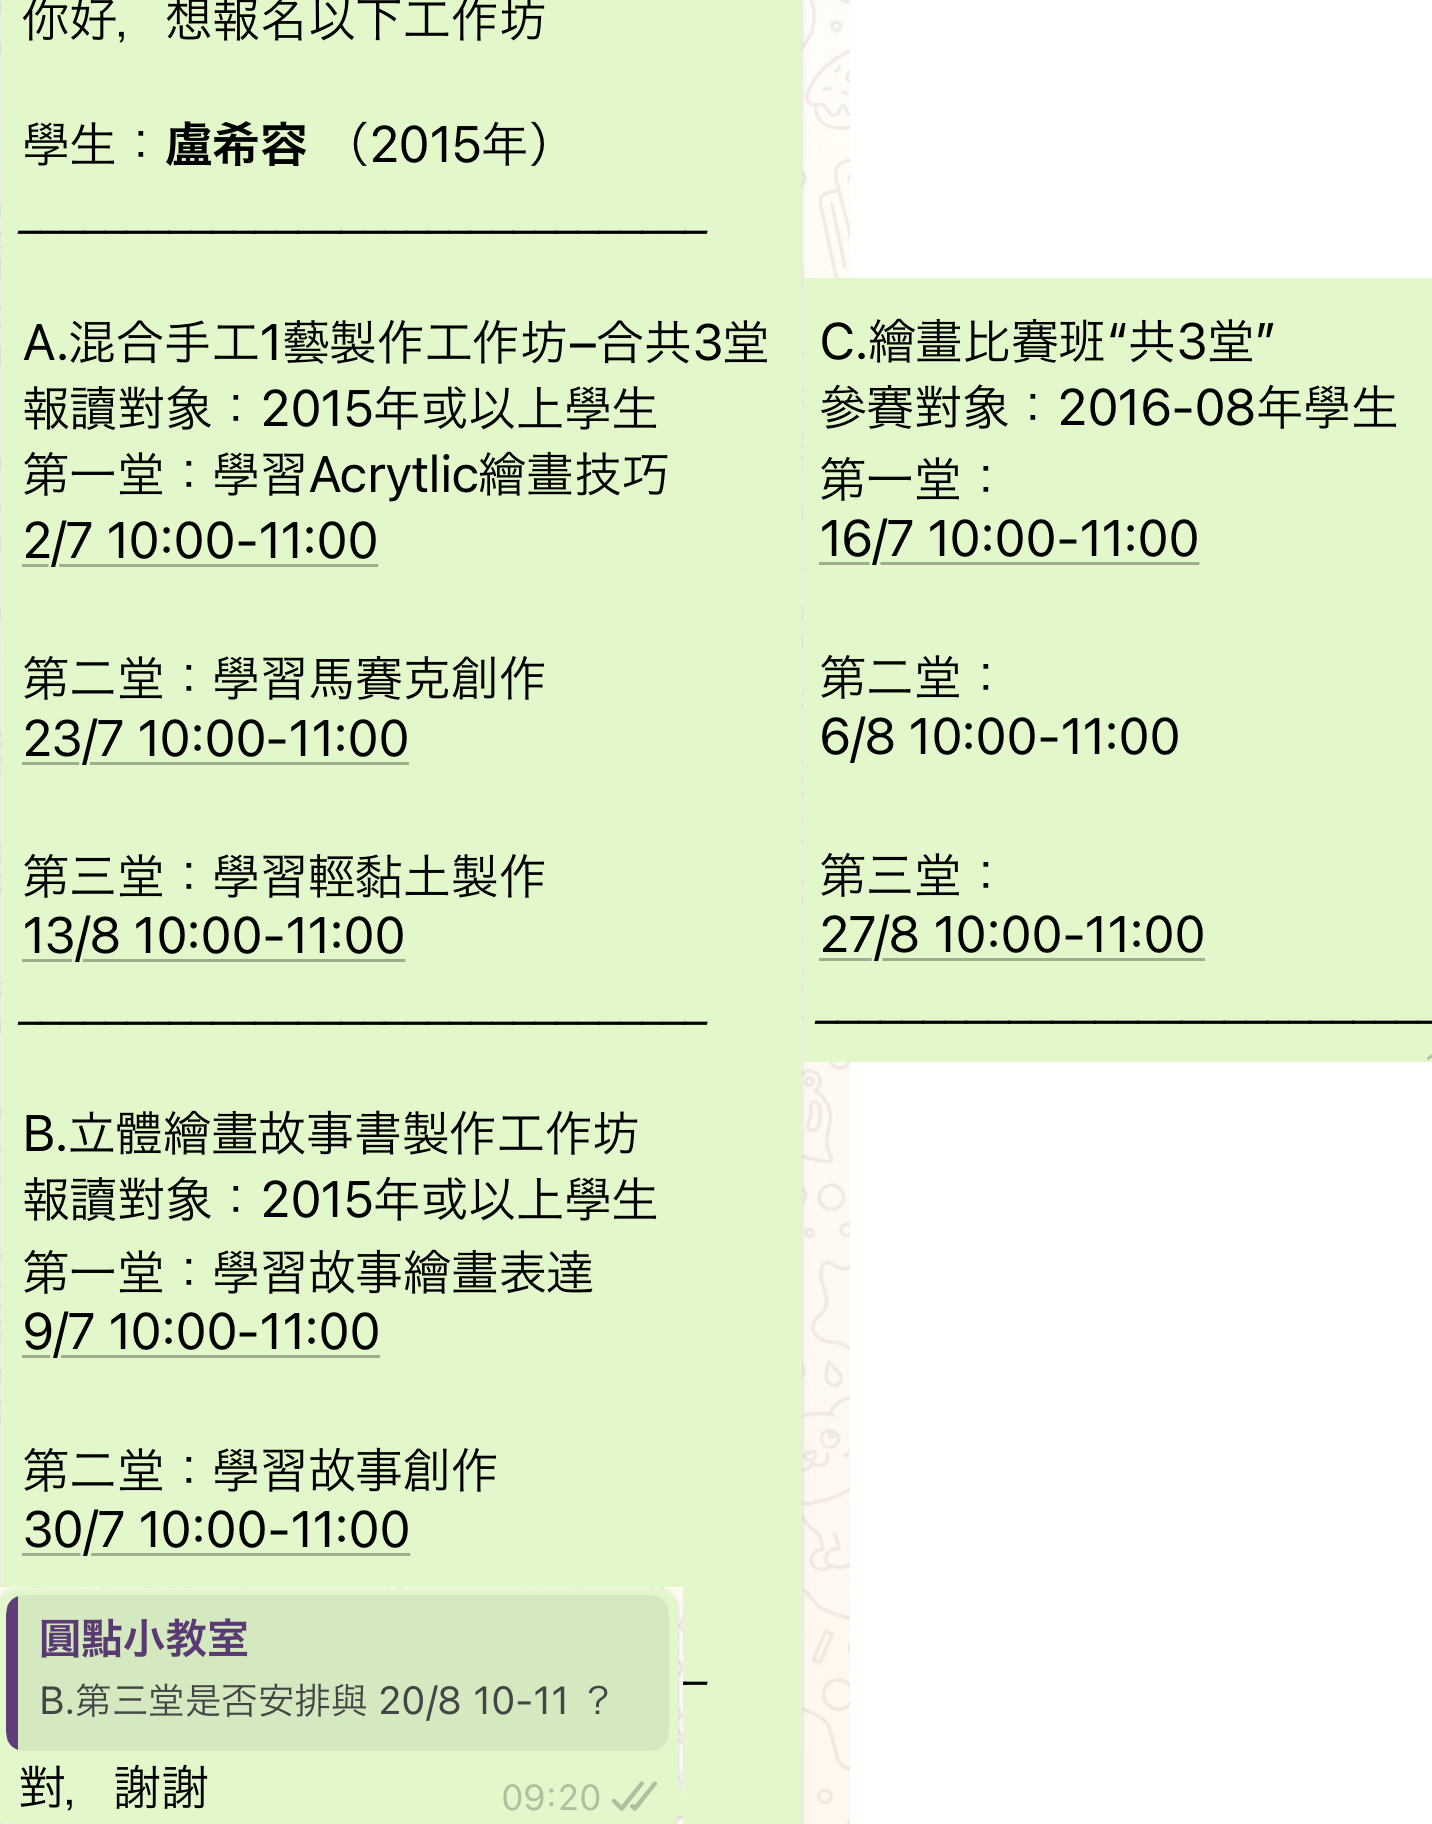 你好，想報名以下工作坊
學生：盧希容 （2015年）
A.混合手工1藝製作工作坊–合共3堂
報讀對象：2015年或以上學生
第一堂：學習Acrytlic繪畫技巧
2/7 10:00-11:00
第二堂：學習馬賽克創作
23/7 10:00-11:00
第三堂：學習輕黏土製作
13/8 10:00-11:00
B.立體繪畫故事書製作工作坊
報讀對象：2015年或以上學生
第一堂：學習故事繪畫表達
9/7 10:00-11:00
第二堂：學習故事創作
30/7 10:00-11:00
圓點小教室
B.第三堂是否安排與 20/8 10-11 ？
對，謝謝
09:20
C.繪畫比賽班“共3堂”
參賽對象：2016-08年學生
第一堂：
16/7 10:00-11:00
第二堂：
6/8 10:00-11:00
第三堂：
27/8 10:00-11:00